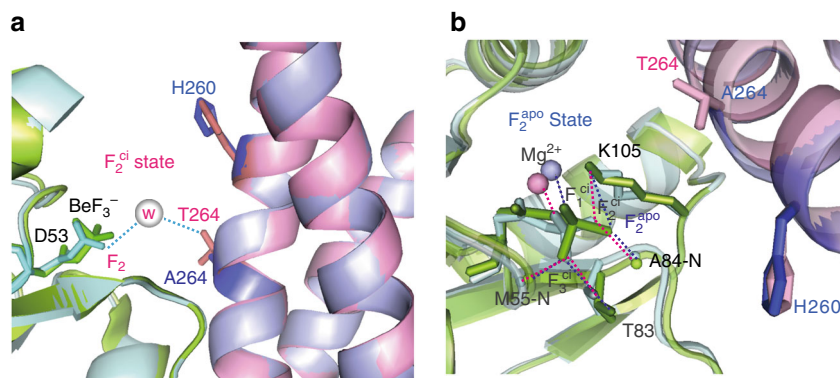 a
H260
F₂ᶜⁱ state
BeF₃⁻
w
T264
D53
F₂
A264
b
T264
A264
F₂ᵃᵖᵒ State
Mg²⁺
K105
F₁ᶜⁱ
F₂ᶜⁱ
F₂ᵃᵖᵒ
A84-N
M55-N
F₃ᶜⁱ
H260
T83